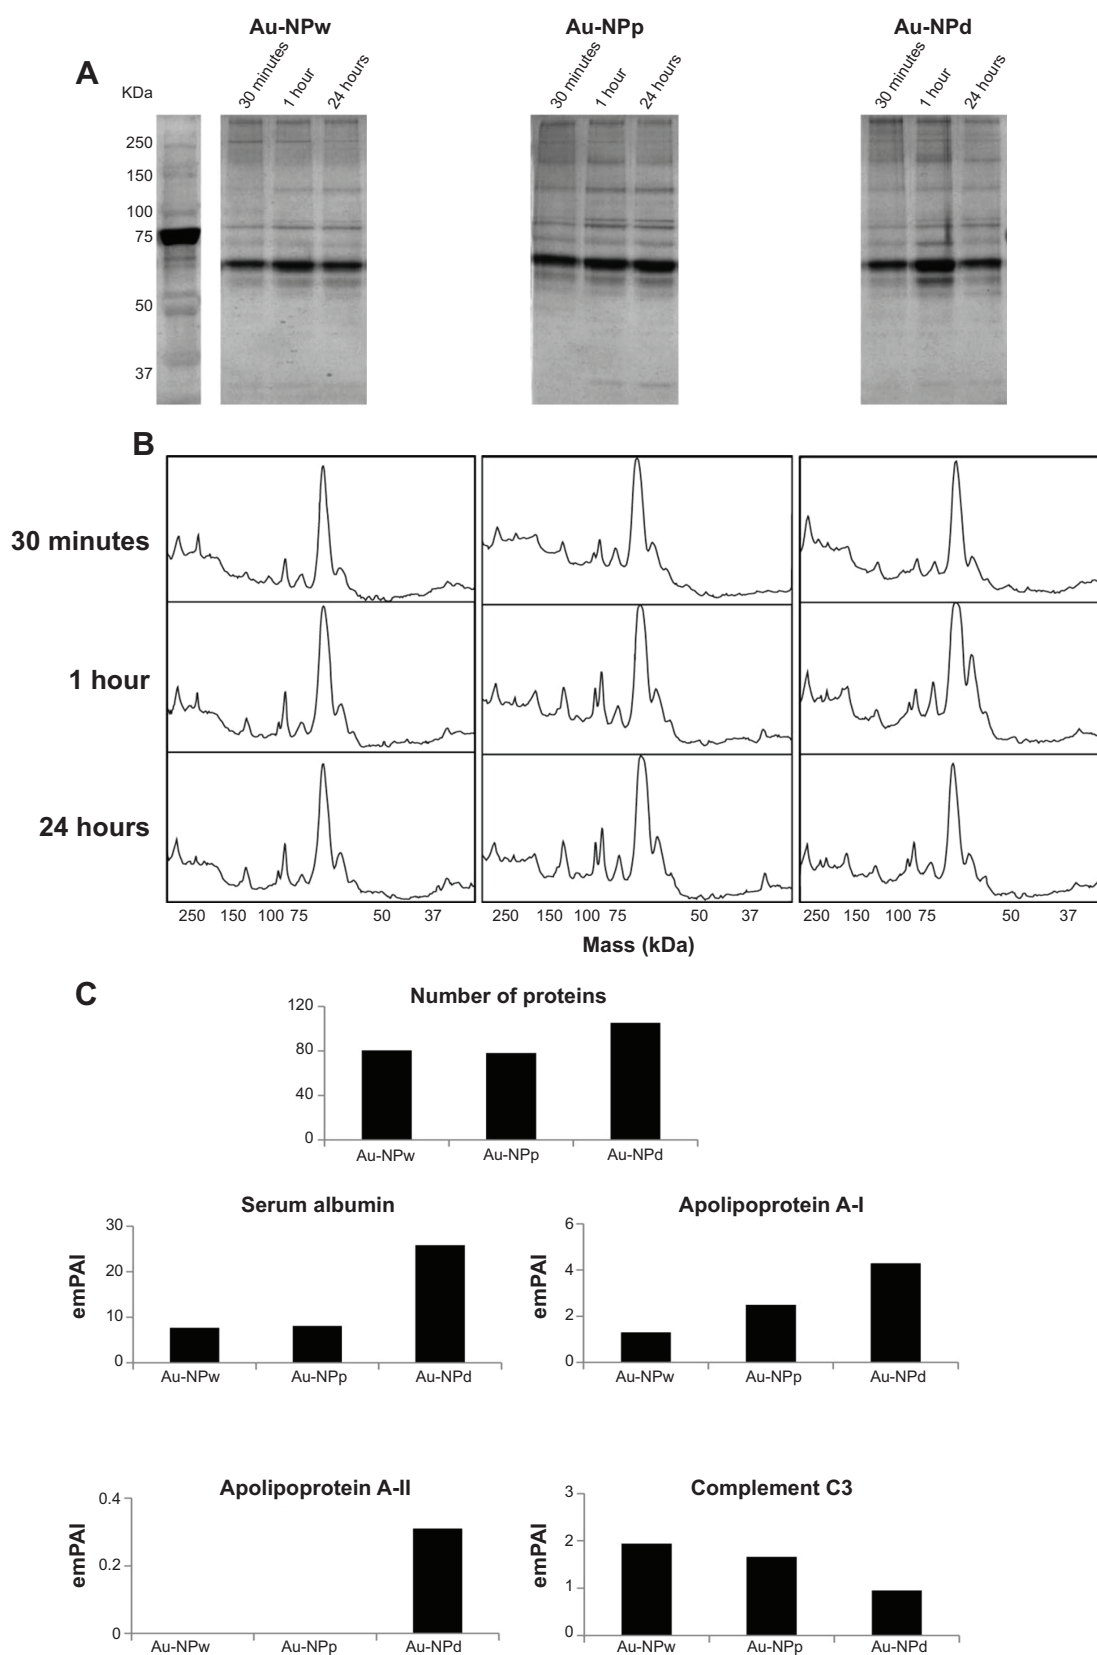 Au-NPw Au-NPp Au-NPd
A
30 minutes 1 hour 24 hours 30 minutes 1 hour 24 hours 30 minutes 1 hour 24 hours
KDa
250
150
100
75
50
37
B
30 minutes
1 hour
24 hours
250 150 100 75 50 37 250 150 100 75 50 37 250 150 100 75 50 37
Mass (kDa)
C
Number of proteins
120
80
40
0
Au-NPw Au-NPp Au-NPd
Serum albumin
emPAI
30
20
10
0
Au-NPw Au-NPp Au-NPd
Apolipoprotein A-I
emPAI
6
4
2
0
Au-NPw Au-NPp Au-NPd
Apolipoprotein A-II
emPAI
0.4
0.2
0
Au-NPw Au-NPp Au-NPd
Complement C3
emPAI
3
2
1
0
Au-NPw Au-NPp Au-NPd